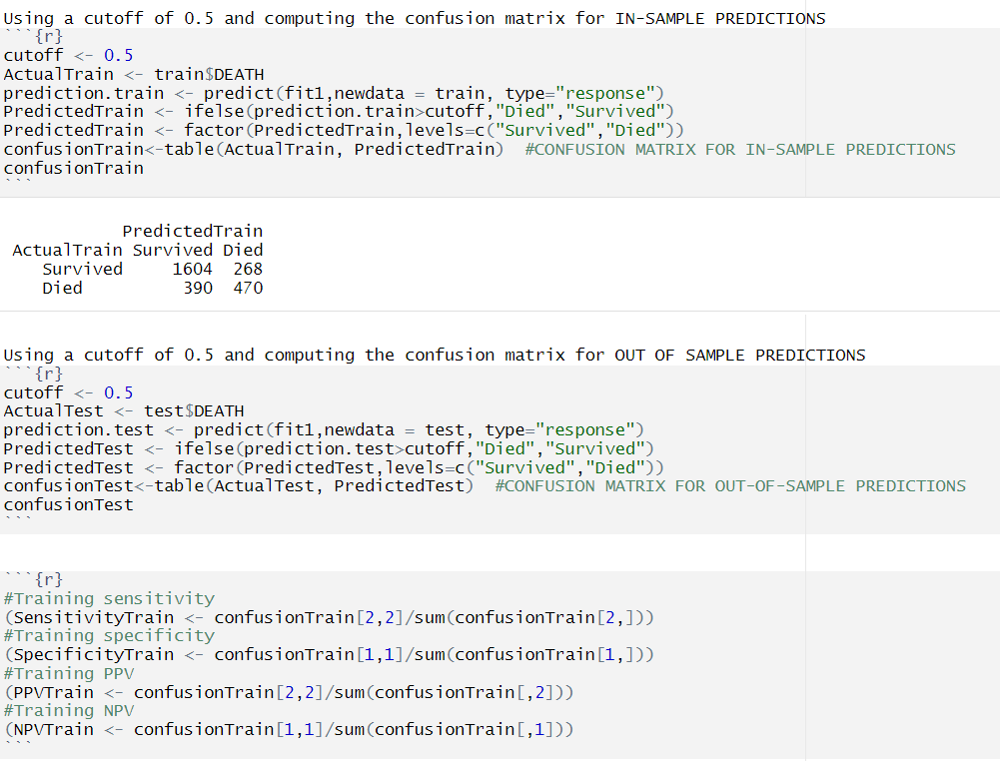 Using a cutoff of 0.5 and computing the confusion matrix for IN-SAMPLE PREDICTIONS
```{r}
cutoff <- 0.5
ActualTrain <- train$DEATH
prediction.train <- predict(fit1,newdata = train, type="response")
PredictedTrain <- ifelse(prediction.train>cutoff,"Died","Survived")
PredictedTrain <- factor(PredictedTrain,levels=c("Survived","Died"))
confusionTrain<-table(ActualTrain, PredictedTrain)  #CONFUSION MATRIX FOR IN-SAMPLE PREDICTIONS
confusionTrain
```
           PredictedTrain
ActualTrain Survived Died
   Survived     1604  268
   Died          390  470
Using a cutoff of 0.5 and computing the confusion matrix for OUT OF SAMPLE PREDICTIONS
```{r}
cutoff <- 0.5
ActualTest <- test$DEATH
prediction.test <- predict(fit1,newdata = test, type="response")
PredictedTest <- ifelse(prediction.test>cutoff,"Died","Survived")
PredictedTest <- factor(PredictedTest,levels=c("Survived","Died"))
confusionTest<-table(ActualTest, PredictedTest)  #CONFUSION MATRIX FOR OUT-OF-SAMPLE PREDICTIONS
confusionTest
```
```{r}
#Training sensitivity
(SensitivityTrain <- confusionTrain[2,2]/sum(confusionTrain[2,]))
#Training specificity
(SpecificityTrain <- confusionTrain[1,1]/sum(confusionTrain[1,]))
#Training PPV
(PPVTrain <- confusionTrain[2,2]/sum(confusionTrain[,2]))
#Training NPV
(NPVTrain <- confusionTrain[1,1]/sum(confusionTrain[,1]))
```